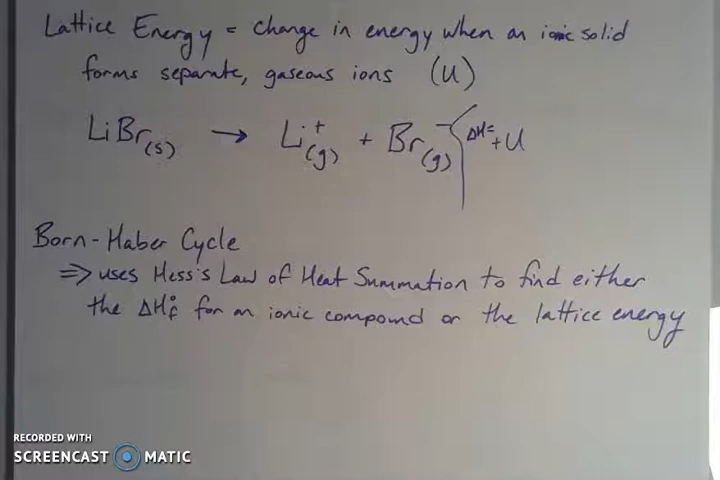 Lattice Energy = change in energy when an ionic solid
forms separate, gaseous ions (U)
LiBr(s) → Li+(g) + Br-(g) ΔH= +U
Born-Haber Cycle
⇒ uses Hess's Law of Heat Summation to find either
the ΔH°f for an ionic compound or the lattice energy
RECORDED WITH
SCREENCAST MATIC